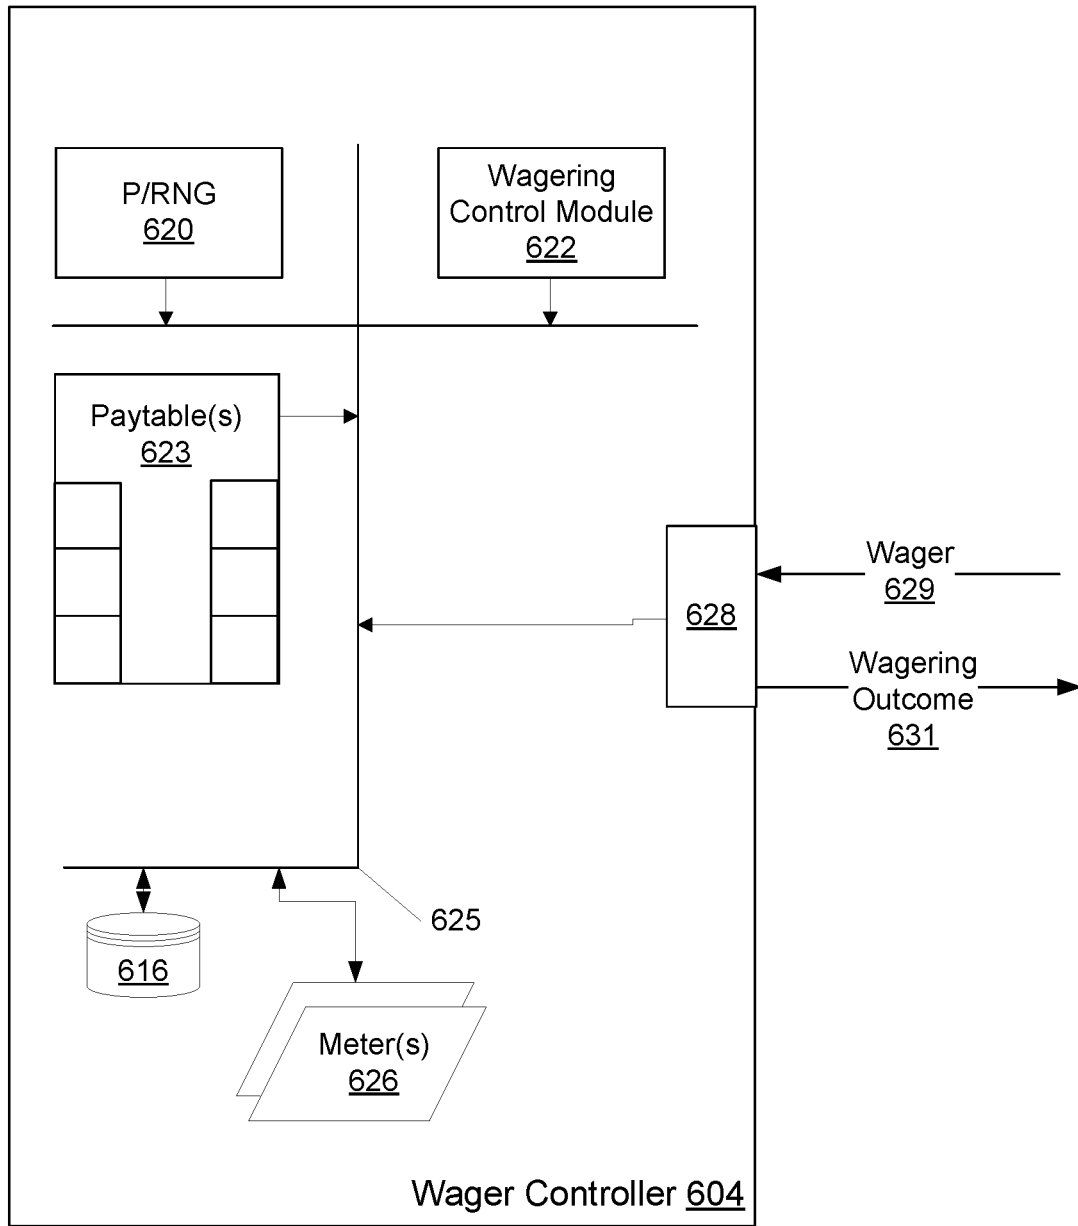 P/RNG
620
Wagering
Control Module
622
Paytable(s)
623
628
Wager
629
Wagering
Outcome
631
625
616
Meter(s)
626
Wager Controller 604